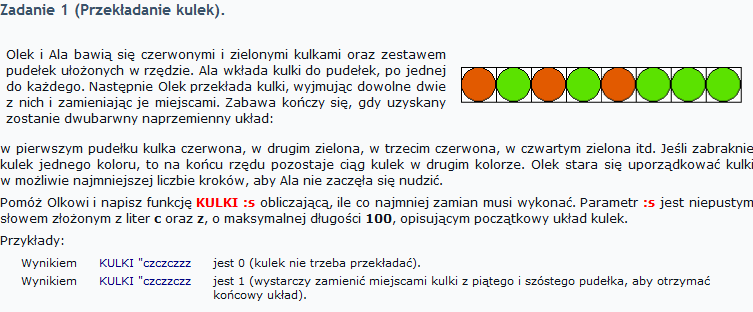 Zadanie 1 (Przekładanie kulek).
Olek i Ala bawią się czerwonymi i zielonymi kulkami oraz zestawem
pudełek ułożonych w rzędzie. Ala wkłada kulki do pudełek, po jednej
do każdego. Następnie Olek przekłada kulki, wyjmując dowolne dwie
z nich i zamieniając je miejscami. Zabawa kończy się, gdy uzyskany
zostanie dwubarwny naprzemienny układ:
w pierwszym pudełku kulka czerwona, w drugim zielona, w trzecim czerwona, w czwartym zielona itd. Jeśli zabraknie
kulek jednego koloru, to na końcu rzędu pozostaje ciąg kulek w drugim kolorze. Olek stara się uporządkować kulki
w możliwie najmniejszej liczbie kroków, aby Ala nie zaczęła się nudzić.
Pomóż Olkowi i napisz funkcję KULKI :s obliczającą, ile co najmniej zamian musi wykonać. Parametr :s jest niepustym
słowem złożonym z liter c oraz z, o maksymalnej długości 100, opisującym początkowy układ kulek.
Przykłady:
Wynikiem KULKI "czczczzz jest 0 (kulek nie trzeba przekładać).
Wynikiem KULKI "czczzczz jest 1 (wystarczy zamienić miejscami kulki z piątego i szóstego pudełka, aby otrzymać
końcowy układ).